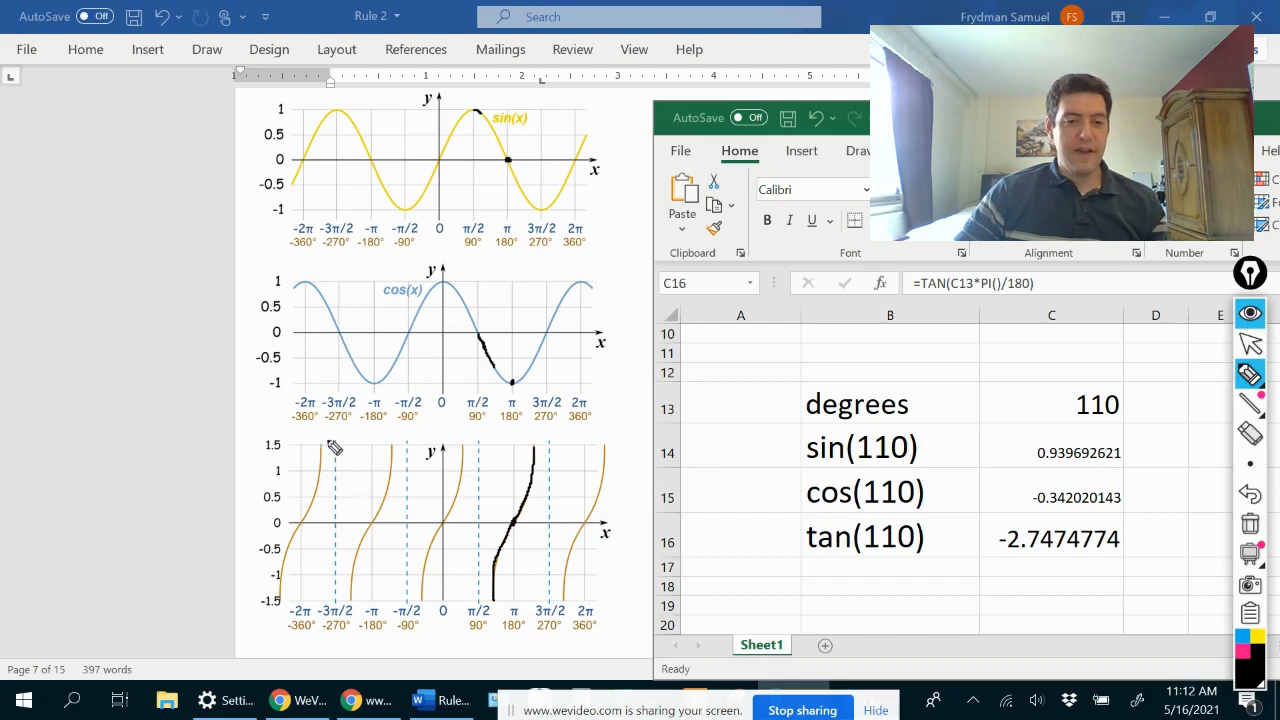 AutoSave Off Rule 2 Search Frydman Samuel FS
File Home Insert Draw Design Layout References Mailings Review View Help
1 1 2 3 4 5
y
1
sin(x)
0.5
0
x
-0.5
-1
-2π -3π/2 -π -π/2 0 π/2 π 3π/2 2π
-360° -270° -180° -90° 90° 180° 270° 360°
y
1
cos(x)
0.5
0
x
-0.5
-1
-2π -3π/2 -π -π/2 0 π/2 π 3π/2 2π
-360° -270° -180° -90° 90° 180° 270° 360°
1.5
y
1
0.5
0
x
-0.5
-1
-1.5
-2π -3π/2 -π -π/2 0 π/2 π 3π/2 2π
-360° -270° -180° -90° 90° 180° 270° 360°
AutoSave Off
File Home Insert
Calibri
Paste
B I U
Clipboard Font Alignment Number
C16 fx =TAN(C13*PI()/180)
A B C D E
10
11
12
13 degrees 110
14 sin(110) 0.939692621
15 cos(110) -0.342020143
16 tan(110) -2.7474774
17
18
19
20
Sheet1
Ready
Page 7 of 15 397 words
Setti... WeV... ww... Rule...
www.wevideo.com is sharing your screen. Stop sharing Hide
11:12 AM
5/16/2021
1